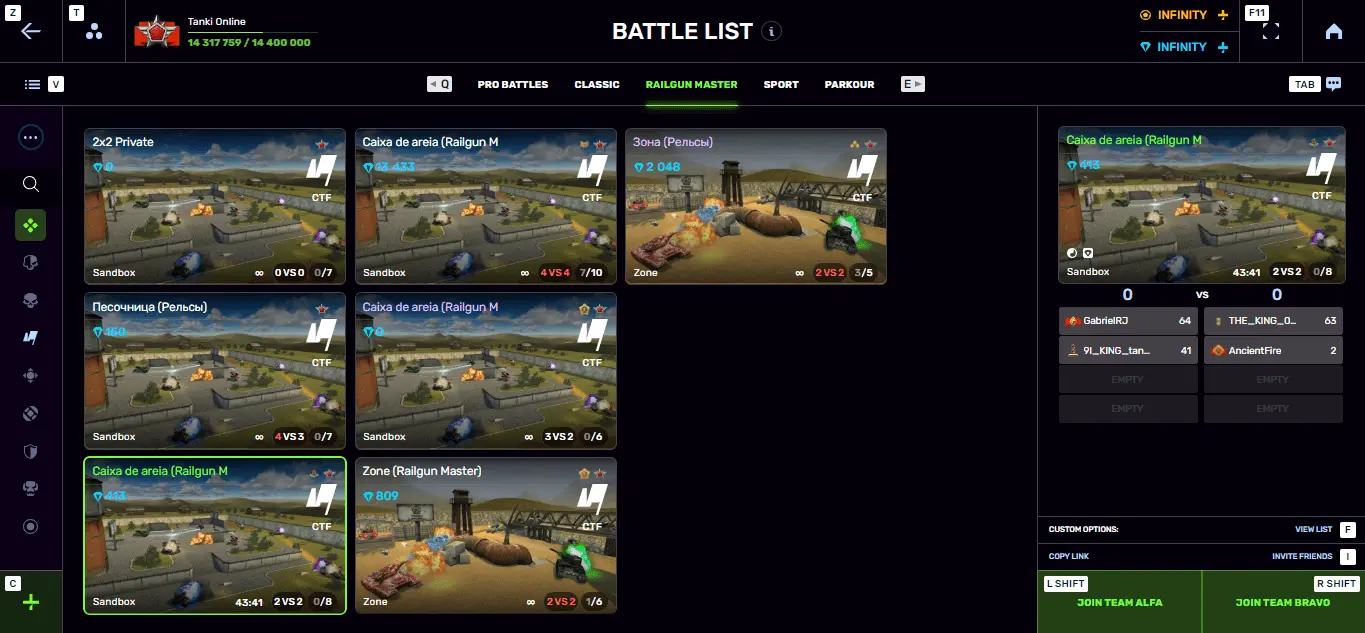 Z
T
Tanki Online
14 317 759 / 14 400 000
BATTLE LIST
i
INFINITY +
INFINITY +
F11
V
Q
PRO BATTLES
CLASSIC
RAILGUN MASTER
SPORT
PARKOUR
E
TAB
2x2 Private
0
CTF
Sandbox
∞ 0 VS 0 0/7
Caixa de areia (Railgun M
13 433
CTF
Sandbox
∞ 4 VS 4 7/10
Зона (Рельсы)
2 048
CTF
Zone
∞ 2 VS 2 3/5
Песочница (Рельсы)
150
CTF
Sandbox
∞ 4 VS 3 0/7
Caixa de areia (Railgun M
0
CTF
Sandbox
∞ 3 VS 2 0/6
Caixa de areia (Railgun M
413
CTF
Sandbox
43:41 2 VS 2 0/8
Zone (Railgun Master)
809
CTF
Zone
∞ 2 VS 2 1/6
Caixa de areia (Railgun M
413
CTF
Sandbox
43:41 2 VS 2 0/8
0 VS 0
GabrielRJ 64
THE_KING_O... 63
9I_KING_tan... 41
AncientFire 2
EMPTY
EMPTY
EMPTY
EMPTY
CUSTOM OPTIONS:
VIEW LIST F
COPY LINK
INVITE FRIENDS I
L SHIFT
JOIN TEAM ALFA
R SHIFT
JOIN TEAM BRAVO
C
+